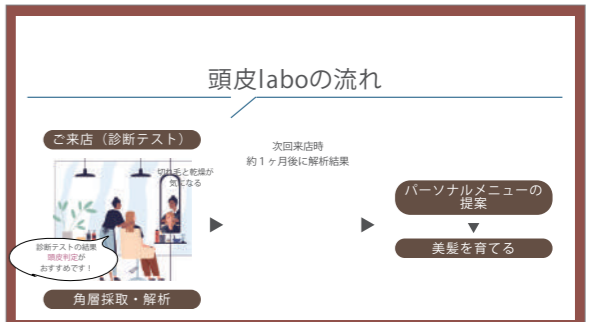 頭皮laboの流れ
ご来店（診断テスト）
切れ毛と乾燥が
気になる
診断テストの結果
頭皮判定が
おすすめです！
角層採取・解析
次回来店時
約１ヶ月後に解析結果
パーソナルメニューの
提案
美髪を育てる